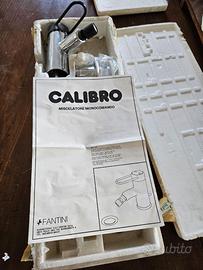 CALIBRO
MISCELATORE MONOCOMANDO
FANTINI
subito